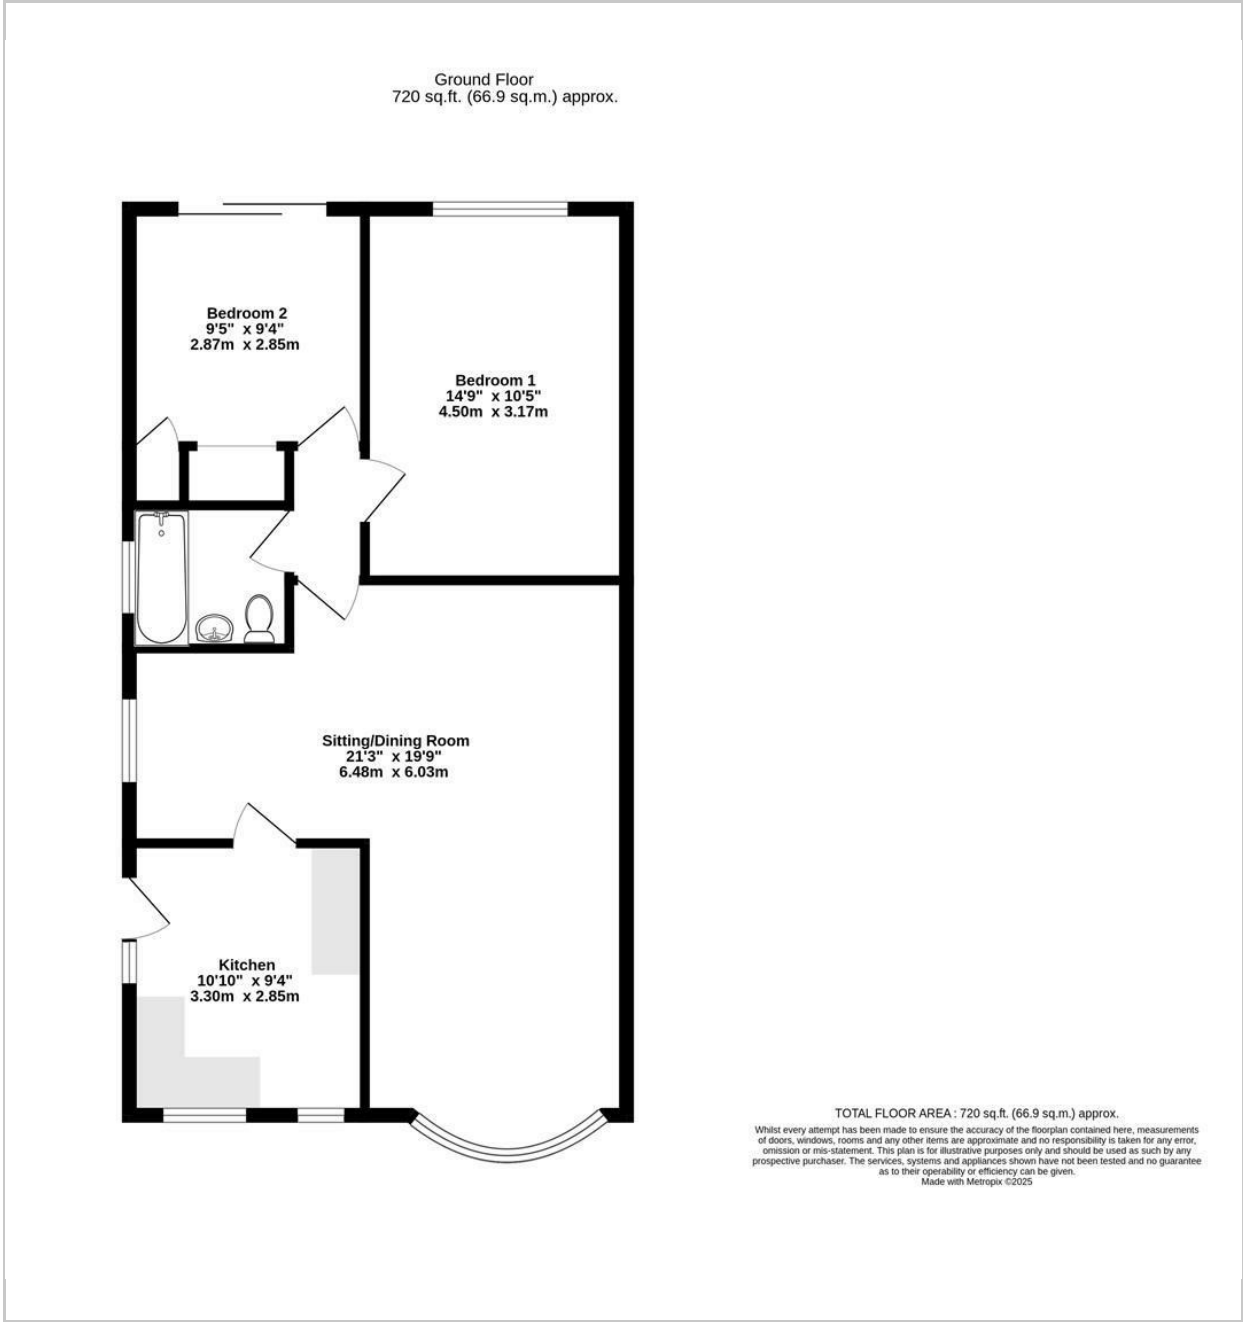 Ground Floor
720 sq.ft. (66.9 sq.m.) approx.
Bedroom 2
9'5" x 9'4"
2.87m x 2.85m
Bedroom 1
14'9" x 10'5"
4.50m x 3.17m
Sitting/Dining Room
21'3" x 19'9"
6.48m x 6.03m
Kitchen
10'10" x 9'4"
3.30m x 2.85m
TOTAL FLOOR AREA : 720 sq.ft. (66.9 sq.m.) approx.
Whilst every attempt has been made to ensure the accuracy of the floorplan contained here, measurements
of doors, windows, rooms and any other items are approximate and no responsibility is taken for any error,
omission or mis-statement. This plan is for illustrative purposes only and should be used as such by any
prospective purchaser. The services, systems and appliances shown have not been tested and no guarantee
as to their operability or efficiency can be given.
Made with Metropix ©2025